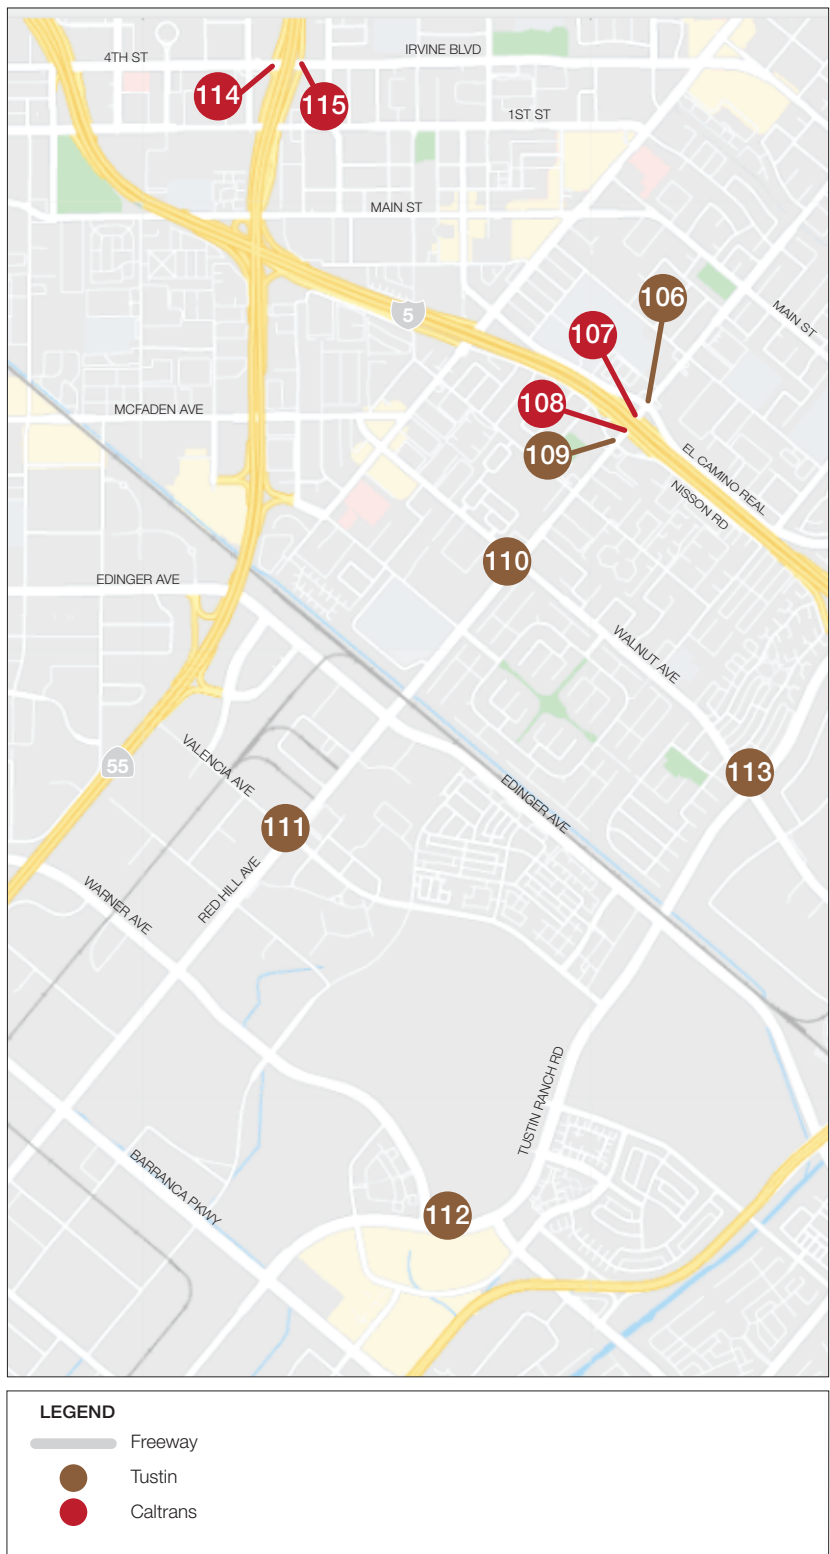 4TH ST
IRVINE BLVD
114
115
1ST ST
MAIN ST
106
5
107
MAIN ST
108
MCFADEN AVE
109
EL CAMINO REAL
NISSON RD
110
EDINGER AVE
WALNUT AVE
VALENCIA AVE
55
113
EDINGER AVE
111
RED HILL AVE
WARNER AVE
TUSTIN RANCH RD
BARRANCA PKWY
112
LEGEND
Freeway
Tustin
Caltrans